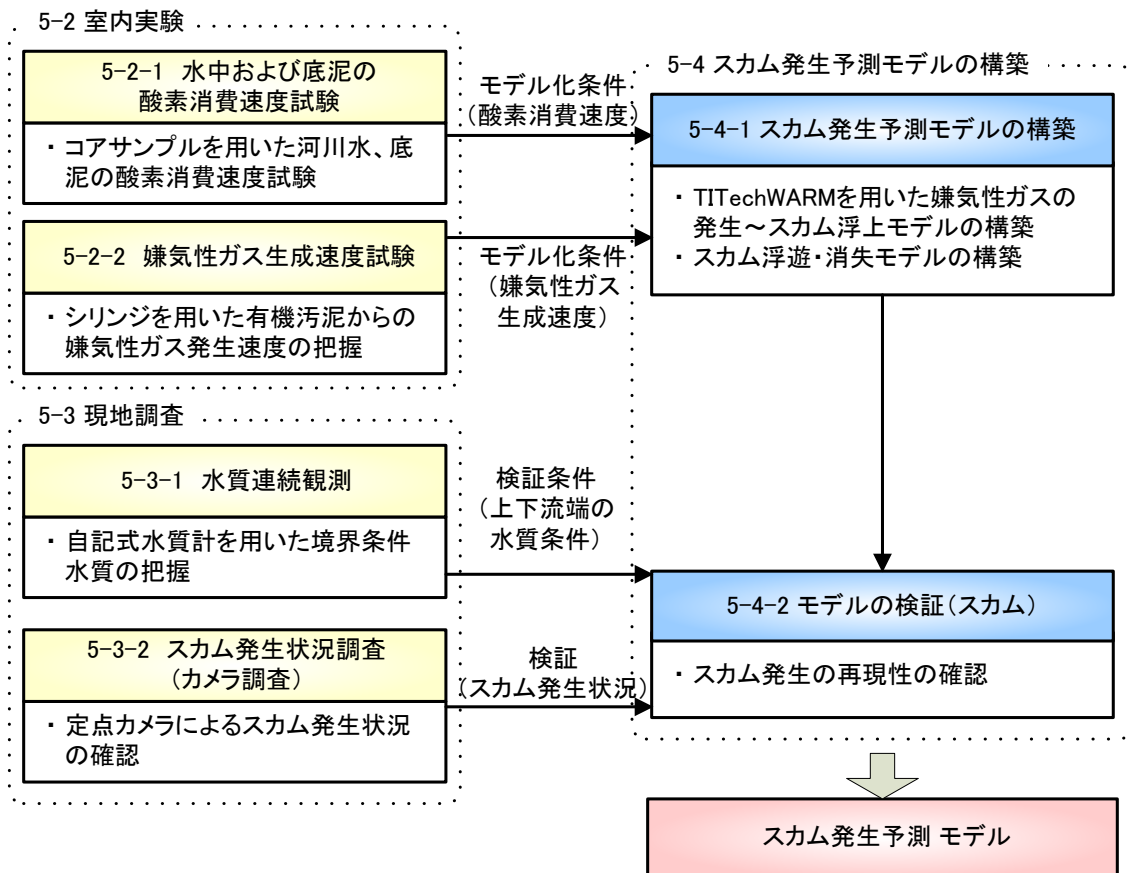 5-2 室内実験
5-2-1 水中および底泥の
酸素消費速度試験
・ コアサンプルを用いた河川水、底
泥の酸素消費速度試験
5-2-2 嫌気性ガス生成速度試験
・ シリンジを用いた有機汚泥からの
嫌気性ガス発生速度の把握
モデル化条件
(酸素消費速度)
モデル化条件
(嫌気性ガス
生成速度)
5-3 現地調査
5-3-1 水質連続観測
・ 自記式水質計を用いた境界条件
水質の把握
5-3-2 スカム発生状況調査
(カメラ調査)
・ 定点カメラによるスカム発生状況
の確認
検証条件
(上下流端の
水質条件)
検証
(スカム発生状況)
5-4 スカム発生予測モデルの構築
5-4-1 スカム発生予測モデルの構築
・ TITechWARMを用いた嫌気性ガスの
発生～スカム浮上モデルの構築
・ スカム浮遊・消失モデルの構築
5-4-2 モデルの検証(スカム)
・ スカム発生の再現性の確認
スカム発生予測 モデル